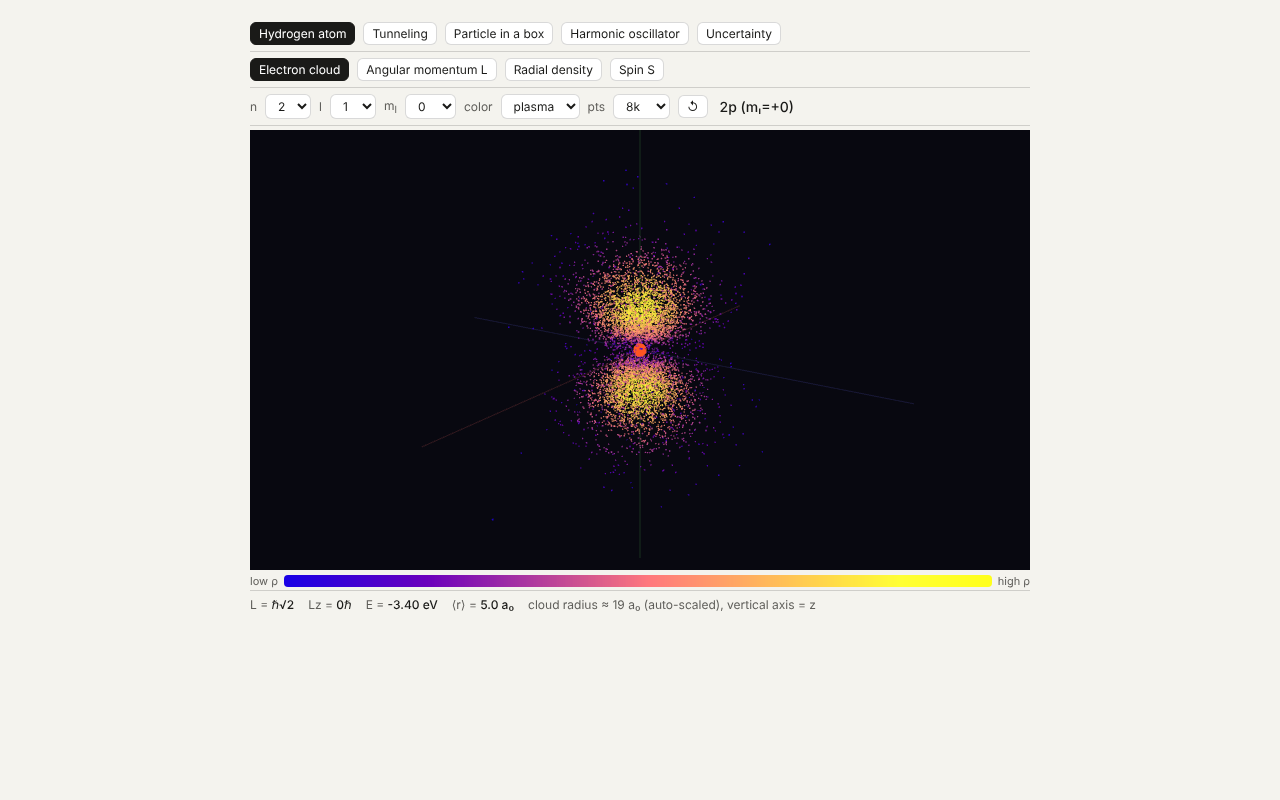 Hydrogen atom Tunneling Particle in a box Harmonic oscillator Uncertainty
Electron cloud Angular momentum L Radial density Spin S
n 2 l 1 mₗ 0 color plasma pts 8k ↺ 2p (mₗ=+0)
low ρ high ρ
L = ℏ√2 Lz = 0ℏ E = -3.40 eV ⟨r⟩ = 5.0 a₀ cloud radius ≈ 19 a₀ (auto-scaled), vertical axis = z